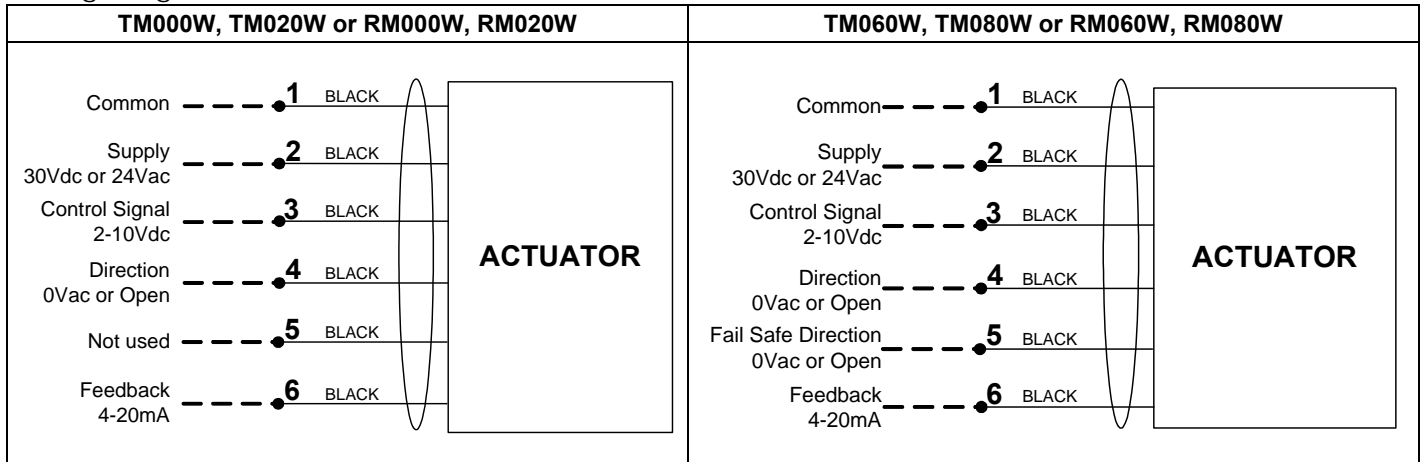 TM000W, TM020W or RM000W, RM020W
Common
1 BLACK
Supply
30Vdc or 24Vac
2 BLACK
Control Signal
2-10Vdc
3 BLACK
Direction
0Vac or Open
4 BLACK
Not used
5 BLACK
Feedback
4-20mA
6 BLACK
ACTUATOR
TM060W, TM080W or RM060W, RM080W
Common
1 BLACK
Supply
30Vdc or 24Vac
2 BLACK
Control Signal
2-10Vdc
3 BLACK
Direction
0Vac or Open
4 BLACK
Fail Safe Direction
0Vac or Open
5 BLACK
Feedback
4-20mA
6 BLACK
ACTUATOR